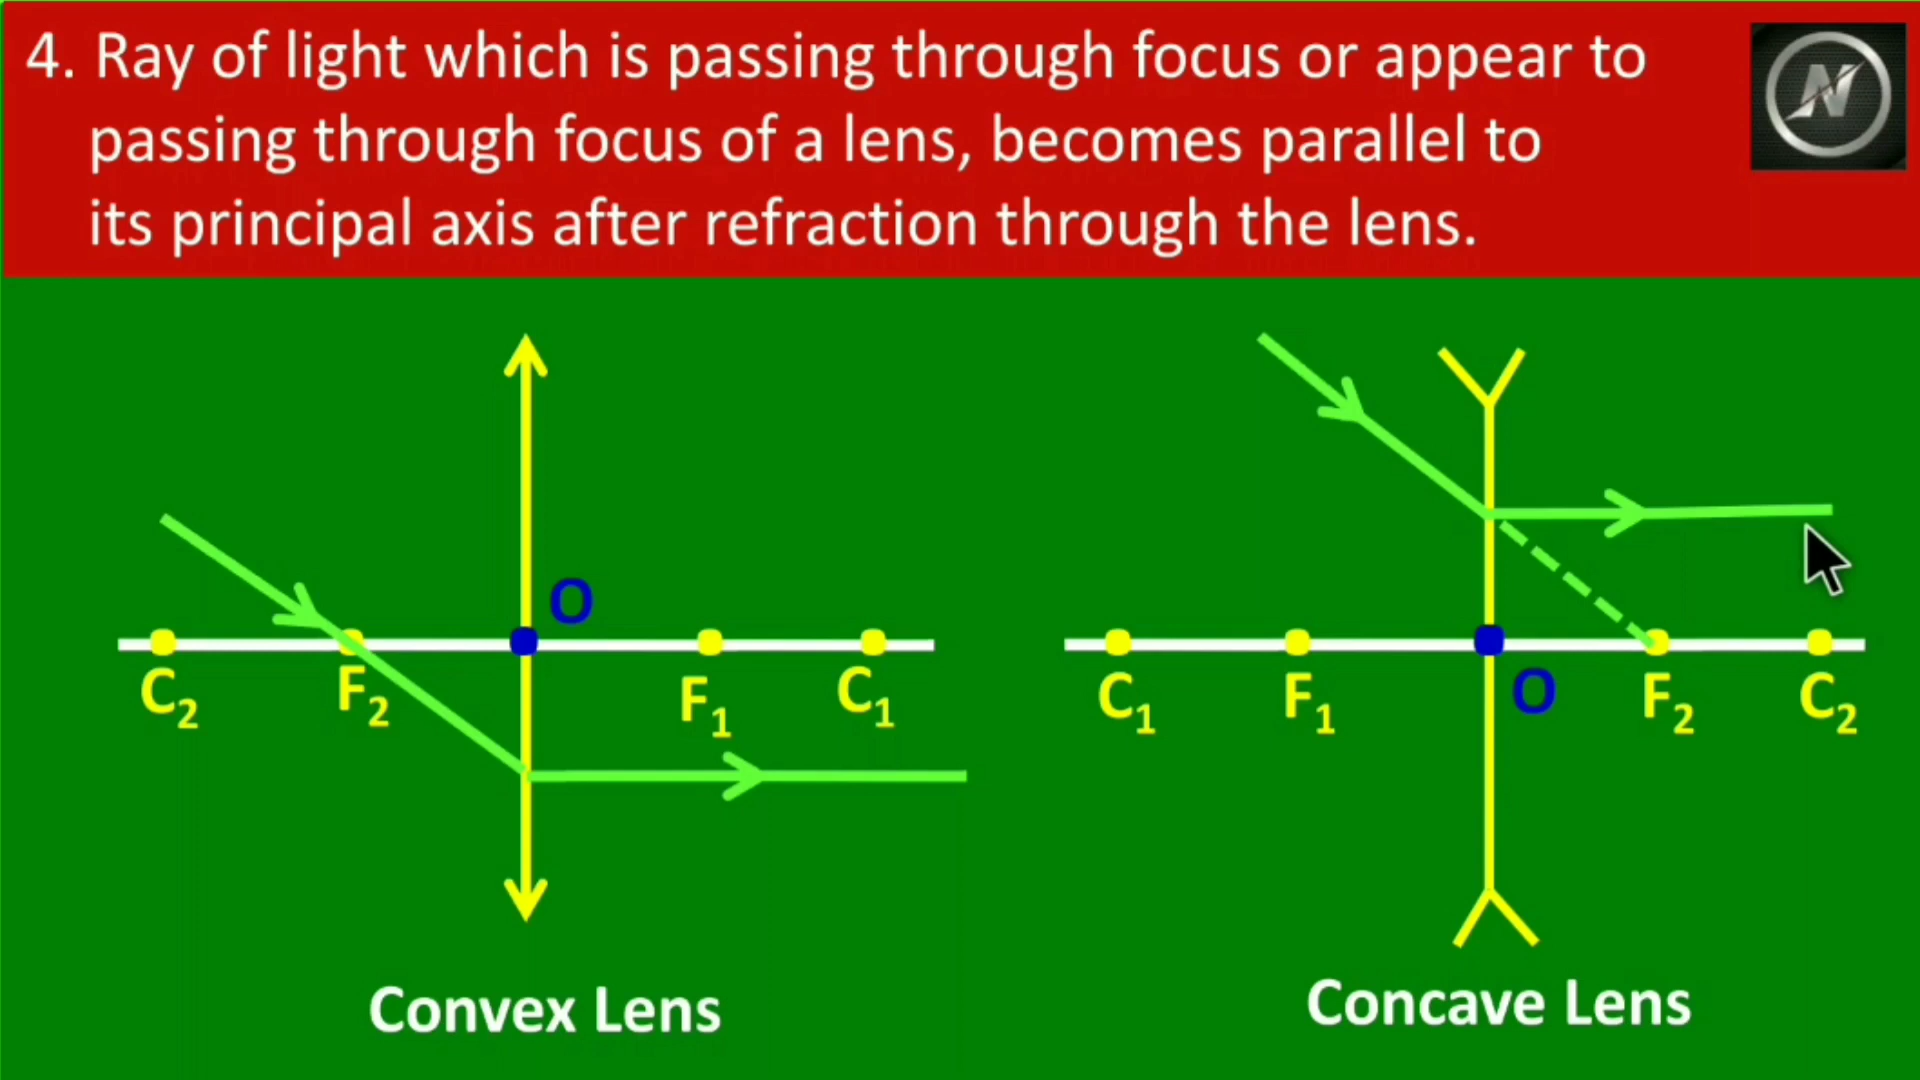 4. Ray of light which is passing through focus or appear to
passing through focus of a lens, becomes parallel to
its principal axis after refraction through the lens.
N
O
C₂ F₂ F₁ C₁
C₁ F₁ O F₂ C₂
Convex Lens
Concave Lens